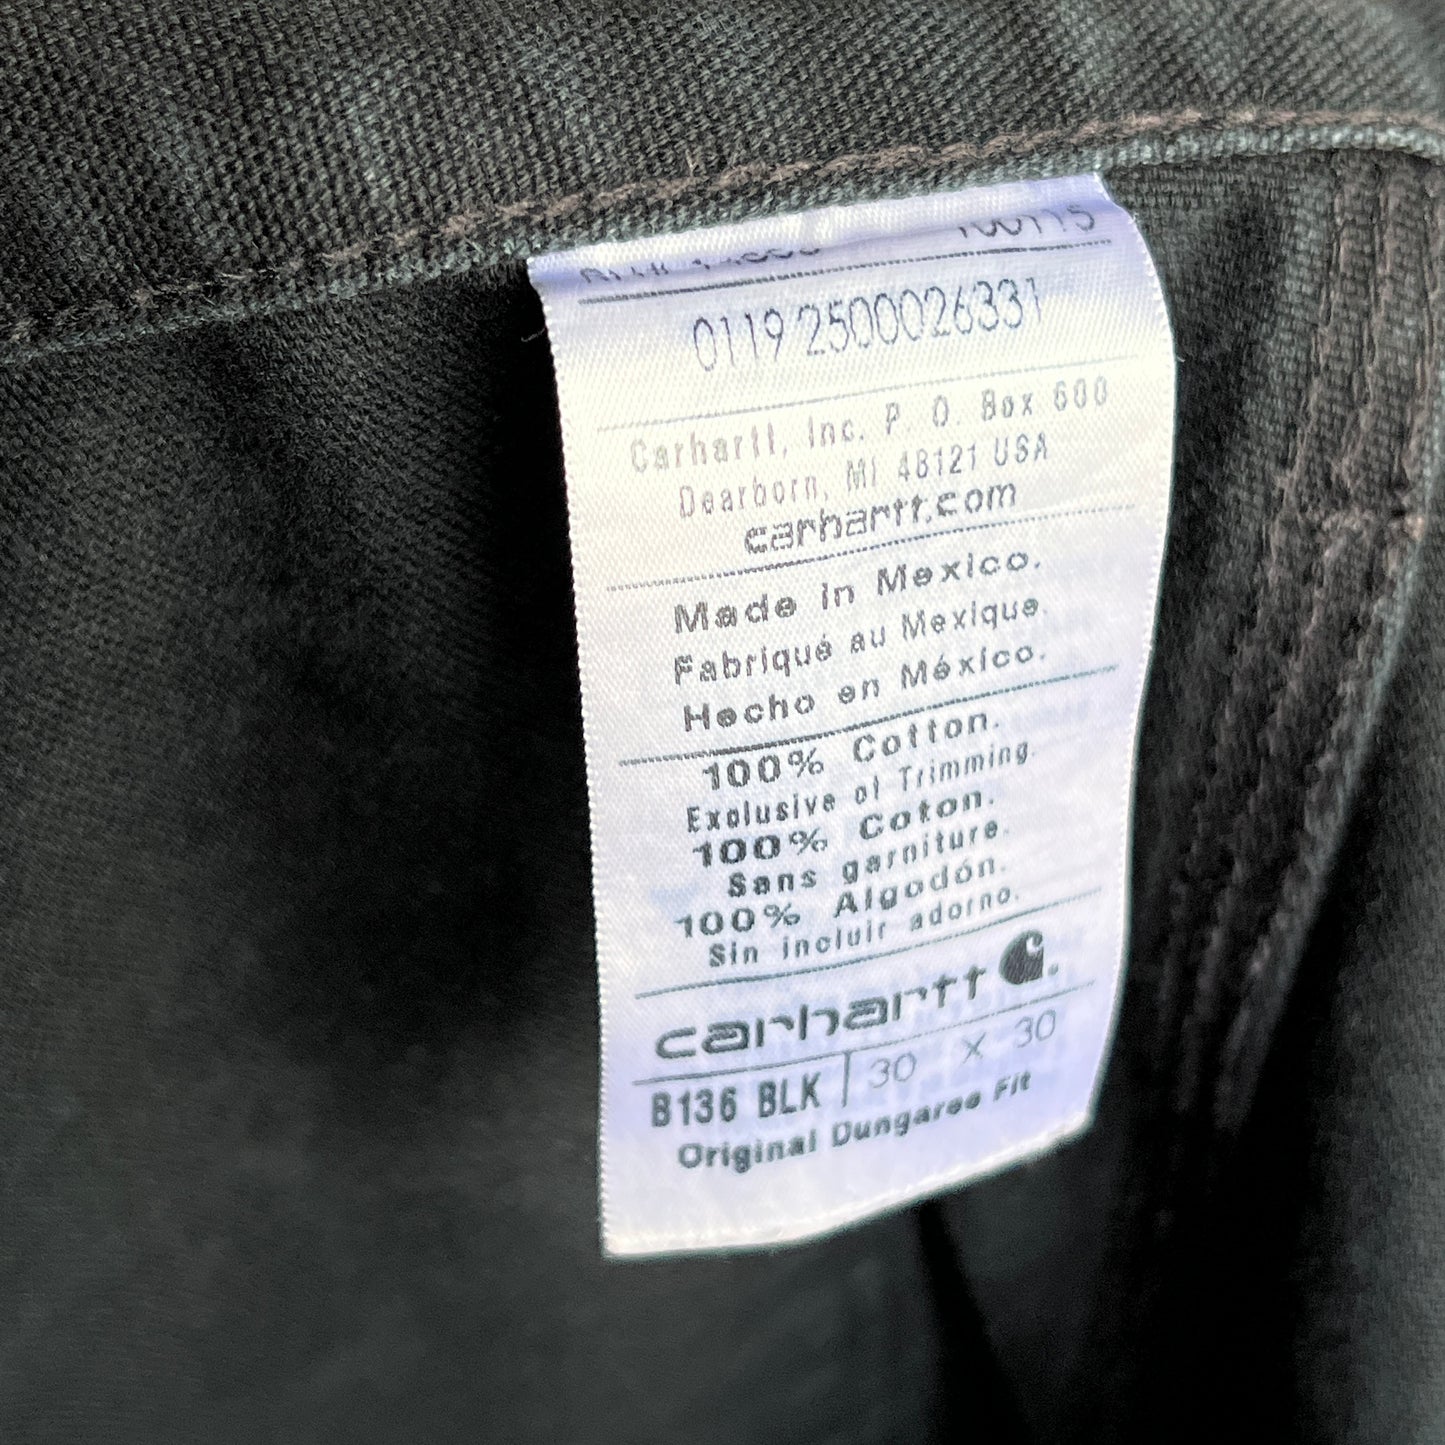 100115
0119 2500026331
Carhartt, Inc. P. O. Box 600
Dearborn, MI 48121 USA
carhartt.com
Made in Mexico.
Fabriqué au Mexique.
Hecho en México.
100% Cotton.
Exclusive of Trimming.
100% Coton.
Sans garniture.
100% Algodón.
Sin incluir adorno.
carhartt
B136 BLK 30 X 30
Original Dungaree Fit